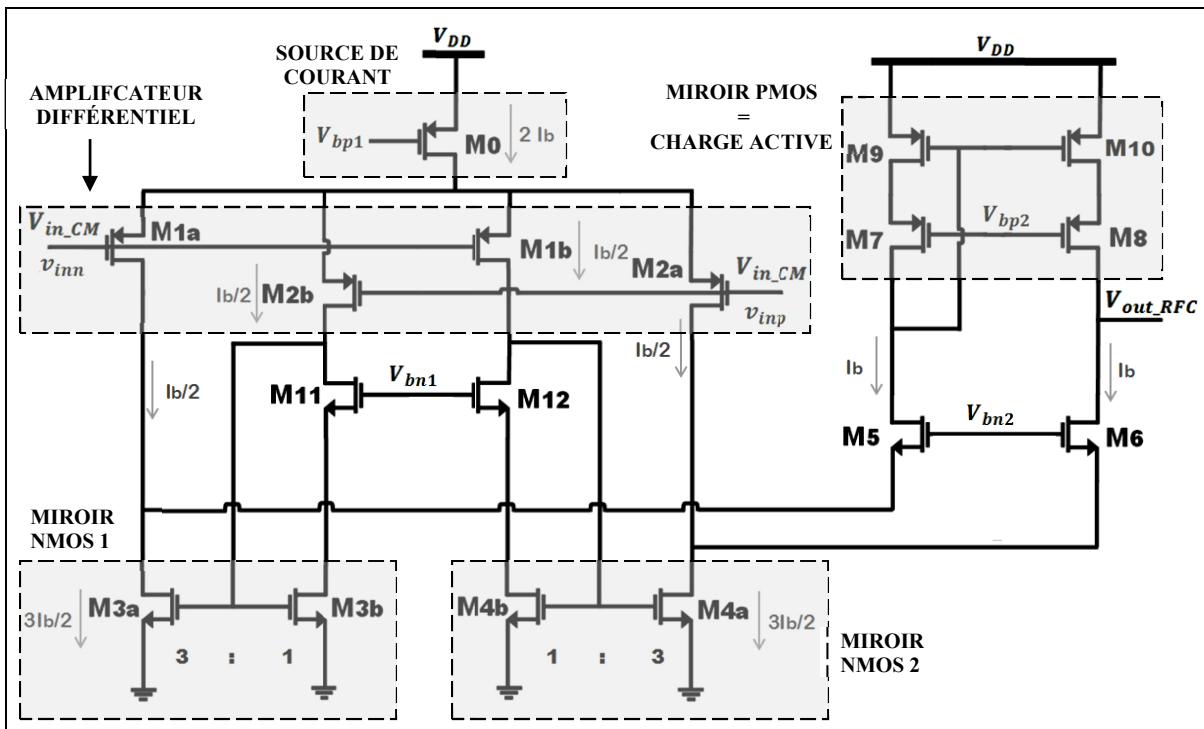 SOURCE DE
COURANT
V_DD
V_DD
AMPLIFCATEUR
DIFFÉRENTIEL
MIROIR PMOS
=
CHARGE ACTIVE
V_bp1
M0
2 Ib
M9
M10
V_in_CM
v_inn
M1a
M1b
Ib/2
M2a
V_in_CM
v_inp
Ib/2
M2b
M7
V_bp2
M8
V_out_RFC
Ib/2
Ib/2
Ib
Ib
M11
V_bn1
M12
M5
V_bn2
M6
MIROIR
NMOS 1
M3a
M3b
M4b
M4a
3Ib/2
3Ib/2
3 : 1
1 : 3
MIROIR
NMOS 2